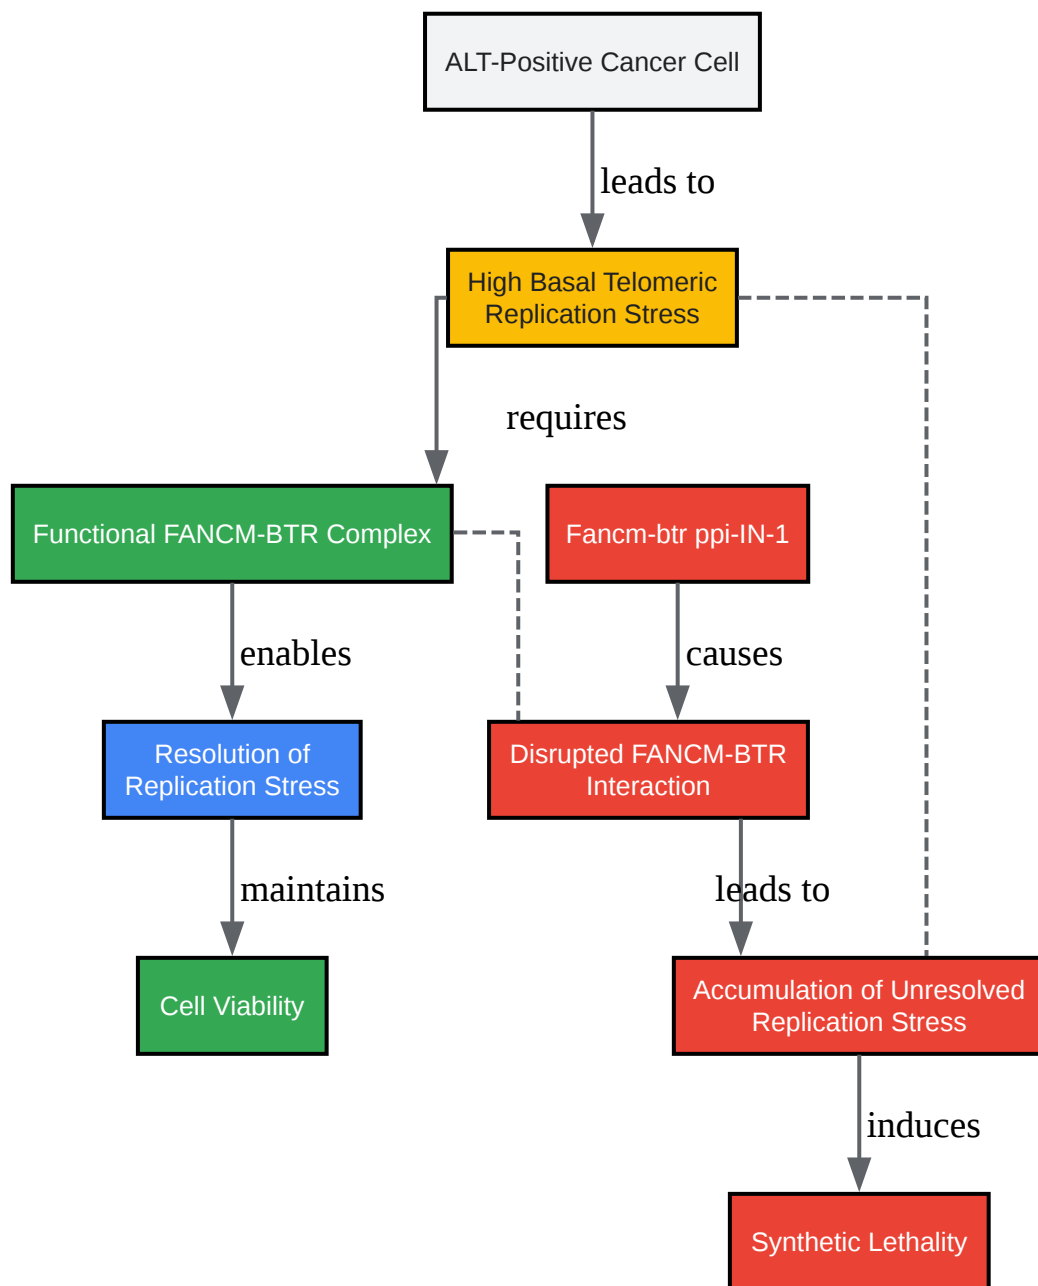 ALT-Positive Cancer Cell
leads to
High Basal Telomeric
Replication Stress
requires
Functional FANCM-BTR Complex
Fancm-btr ppi-IN-1
enables
causes
Resolution of
Replication Stress
Disrupted FANCM-BTR
Interaction
maintains
leads to
Cell Viability
Accumulation of Unresolved
Replication Stress
induces
Synthetic Lethality